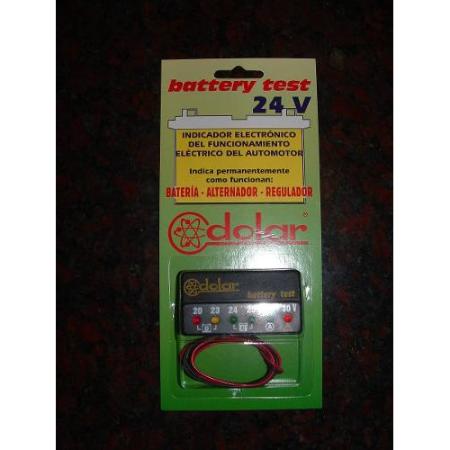 battery test
24 V
INDICADOR ELECTRÓNICO
DEL FUNCIONAMIENTO
ELÉCTRICO DEL AUTOMOTOR
Indica permanentemente
como funcionan:
BATERÍA - ALTERNADOR - REGULADOR
dolar ®
dolar
battery test
20 23 24 30 V
L B J L J A